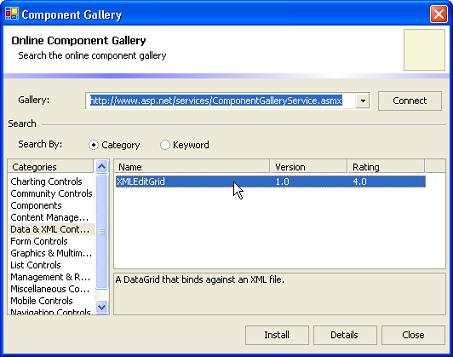 Component Gallery
Online Component Gallery
Search the online component gallery
Gallery: http://www.asp.net/services/ComponentGalleryService.asmx Connect
Search
Search By: Category Keyword
Categories Name Version Rating
Charting Controls XMLEditGrid 1.0 4.0
Community Controls
Components
Content Manage...
Data & XML Cont...
Form Controls
Graphics & Multim...
List Controls
Management & R...
Miscellaneous Co...
Mobile Controls
Navigation Controls
A DataGrid that binds against an XML file.
Install Details Close